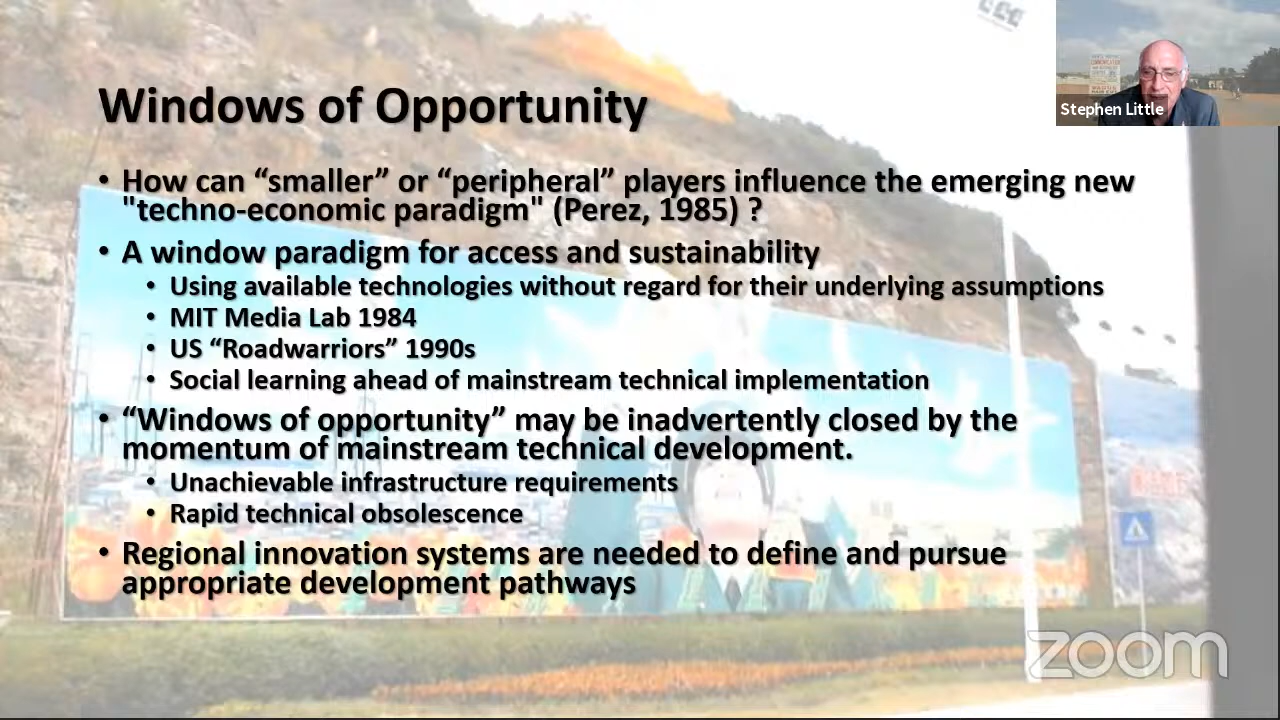 Windows of Opportunity
• How can “smaller” or “peripheral” players influence the emerging new
"techno-economic paradigm" (Perez, 1985) ?
• A window paradigm for access and sustainability
• Using available technologies without regard for their underlying assumptions
• MIT Media Lab 1984
• US “Roadwarriors” 1990s
• Social learning ahead of mainstream technical implementation
• “Windows of opportunity” may be inadvertently closed by the
momentum of mainstream technical development.
• Unachievable infrastructure requirements
• Rapid technical obsolescence
• Regional innovation systems are needed to define and pursue
appropriate development pathways
Stephen Little
zoom